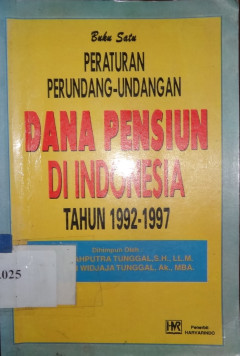 Buku Satu
PERATURAN
PERUNDANG-UNDANGAN
DANA PENSIUN
DI INDONESIA
TAHUN 1992-1997
Dihimpun Oleh :
TUNGGAL, S.H., LL.M.
WIDJAJA TUNGGAL, Ak., MBA.
.025
Penerbit
HARVARINDO